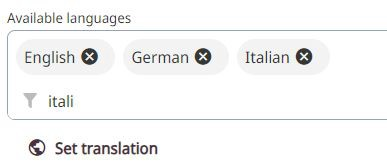 Available languages
English German Italian
itali
Set translation